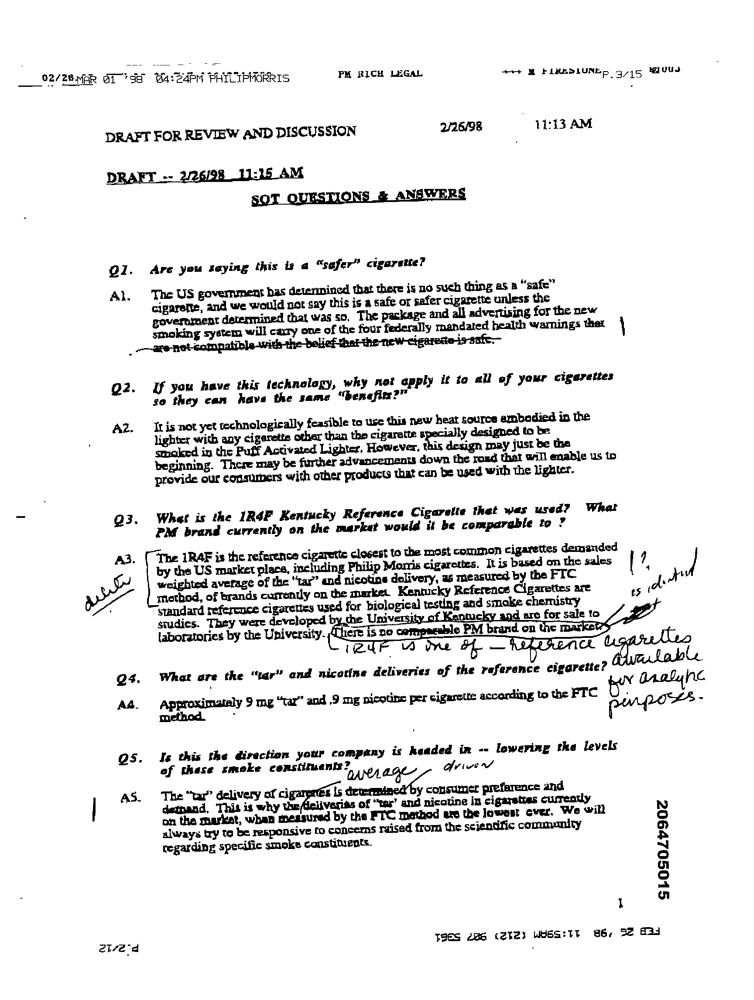 02/26 MAR 01 '98 04:24PM PHILIPMORRIS PM RICH LEGAL →→→ M FIRESTONE P.3/15 003
DRAFT FOR REVIEW AND DISCUSSION 2/26/98 11:13 AM
DRAFT -- 2/26/98 11:15 AM
SOT QUESTIONS & ANSWERS
Q1. Are you saying this is a "safer" cigarette?
A1. The US government has determined that there is no such thing as a "safe"
cigarette, and we would not say this is a safe or safer cigarette unless the
government determined that was so. The package and all advertising for the new
smoking system will carry one of the four federally mandated health warnings that
are not compatible with the belief that the new cigarette is safe.
Q2. If you have this technology, why not apply it to all of your cigarettes
so they can have the same "benefits?"
A2. It is not yet technologically feasible to use this new heat source embodied in the
lighter with any cigarette other than the cigarette specially designed to be
smoked in the Puff Activated Lighter. However, this design may just be the
beginning. There may be further advancements down the road that will enable us to
provide our consumers with other products that can be used with the lighter.
Q3. What is the 1R4F Kentucky Reference Cigarette that was used? What
PM brand currently on the market would it be comparable to ?
A3. The 1R4F is the reference cigarette closest to the most common cigarettes demanded
by the US market place, including Philip Morris cigarettes. It is based on the sales
weighted average of the "tar" and nicotine delivery, as measured by the FTC
method, of brands currently on the market. Kentucky Reference Cigarettes are
standard reference cigarettes used for biological testing and smoke chemistry
studies. They were developed by the University of Kentucky and are for sale to
laboratories by the University. There is no comparable PM brand on the market.
delete
!?
is identical
1R4F is one of – reference cigarettes
available
for analytic
purposes.
Q4. What are the "tar" and nicotine deliveries of the reference cigarette?
A4. Approximately 9 mg "tar" and .9 mg nicotine per cigarette according to the FTC
method.
Q5. Is this the direction your company is headed in -- lowering the levels
of these smoke constituents?
average driven
A5. The "tar" delivery of cigarettes is determined by consumer preference and
demand. This is why the deliveries of "tar' and nicotine in cigarettes currently
on the market, when measured by the FTC method are the lowest ever. We will
always try to be responsive to concerns raised from the scientific community
regarding specific smoke constituents.
2064705015
1
FEB 26 '98 11:59AM (212) 907 5361
P.2/12